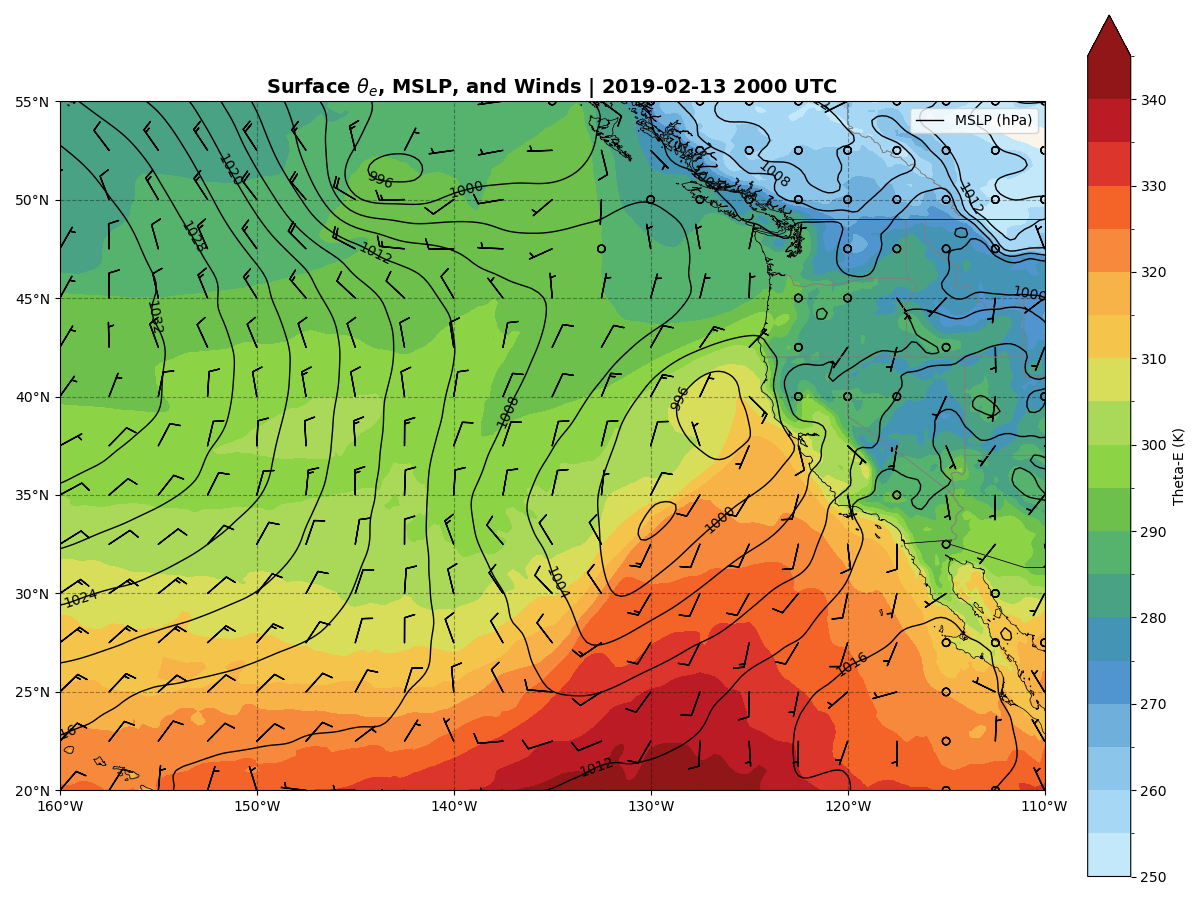 Surface θe, MSLP, and Winds | 2019-02-13 2000 UTC
MSLP (hPa)
55°N
50°N
45°N
40°N
35°N
30°N
25°N
20°N
160°W
150°W
140°W
130°W
120°W
110°W
340
330
320
310
300
290
280
270
260
250
Theta-E (K)
996
1000
1008
1012
1020
1028
1012
1032
1000
1008
996
1000
1004
1024
1016
16
1012